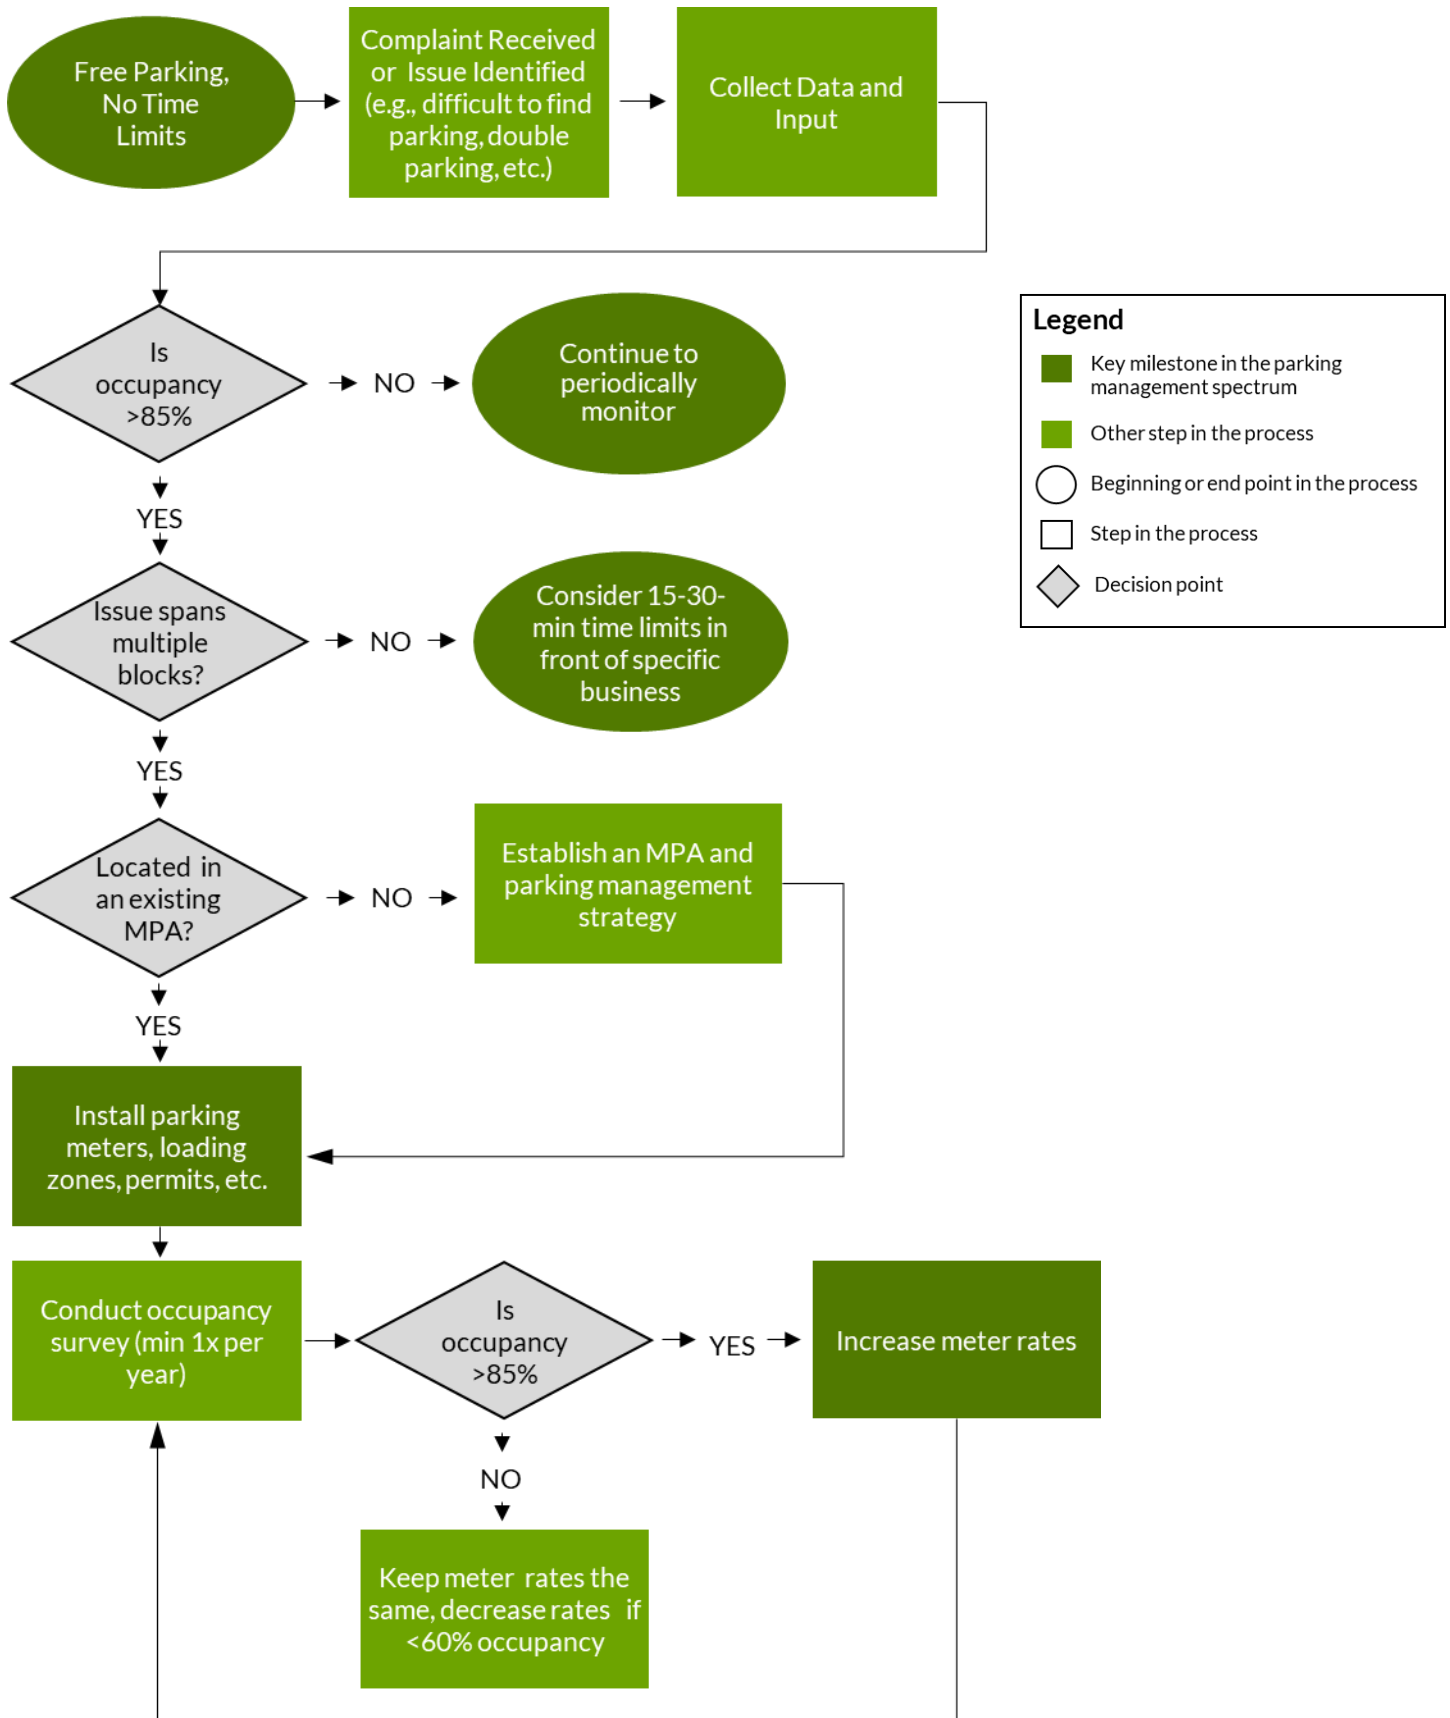 Free Parking,
No Time
Limits
Complaint Received
or Issue Identified
(e.g., difficult to find
parking, double
parking, etc.)
Collect Data and
Input
Is
occupancy
>85%
NO
Continue to
periodically
monitor
Legend
Key milestone in the parking
management spectrum
Other step in the process
Beginning or end point in the process
Step in the process
Decision point
YES
Issue spans
multiple
blocks?
NO
Consider 15-30-
min time limits in
front of specific
business
YES
Located in
an existing
MPA?
NO
Establish an MPA and
parking management
strategy
YES
Install parking
meters, loading
zones, permits, etc.
Conduct occupancy
survey (min 1x per
year)
Is
occupancy
>85%
YES
Increase meter rates
NO
Keep meter rates the
same, decrease rates if
<60% occupancy